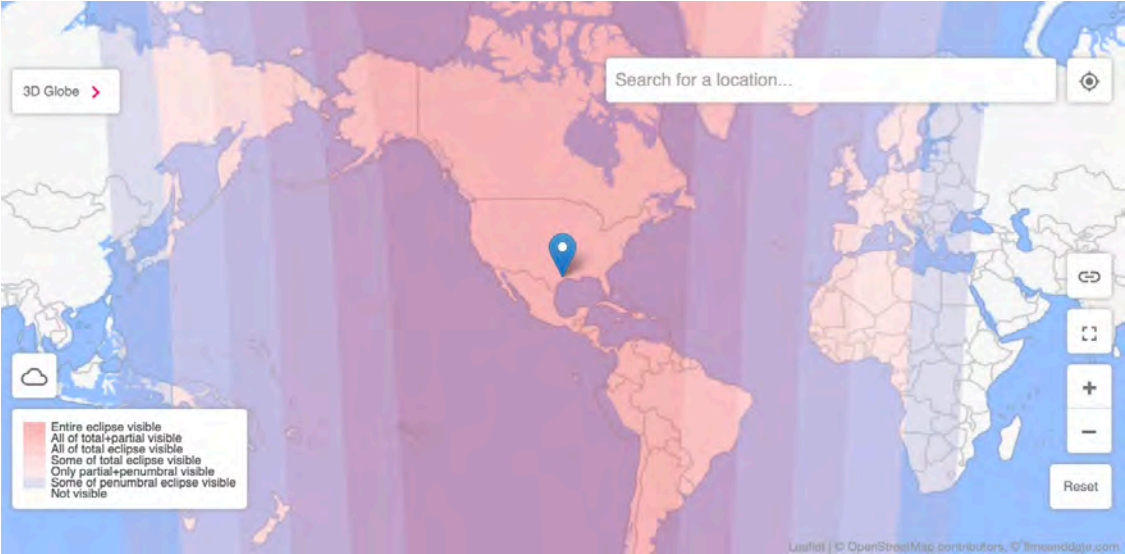 Search for a location...
3D Globe
Entire eclipse visible
All of total+partial visible
All of total eclipse visible
Some of total eclipse visible
Only partial+penumbral visible
Some of penumbral eclipse visible
Not visible
+
−
Reset
Leaflet | © OpenStreetMap contributors, © timeanddate.com